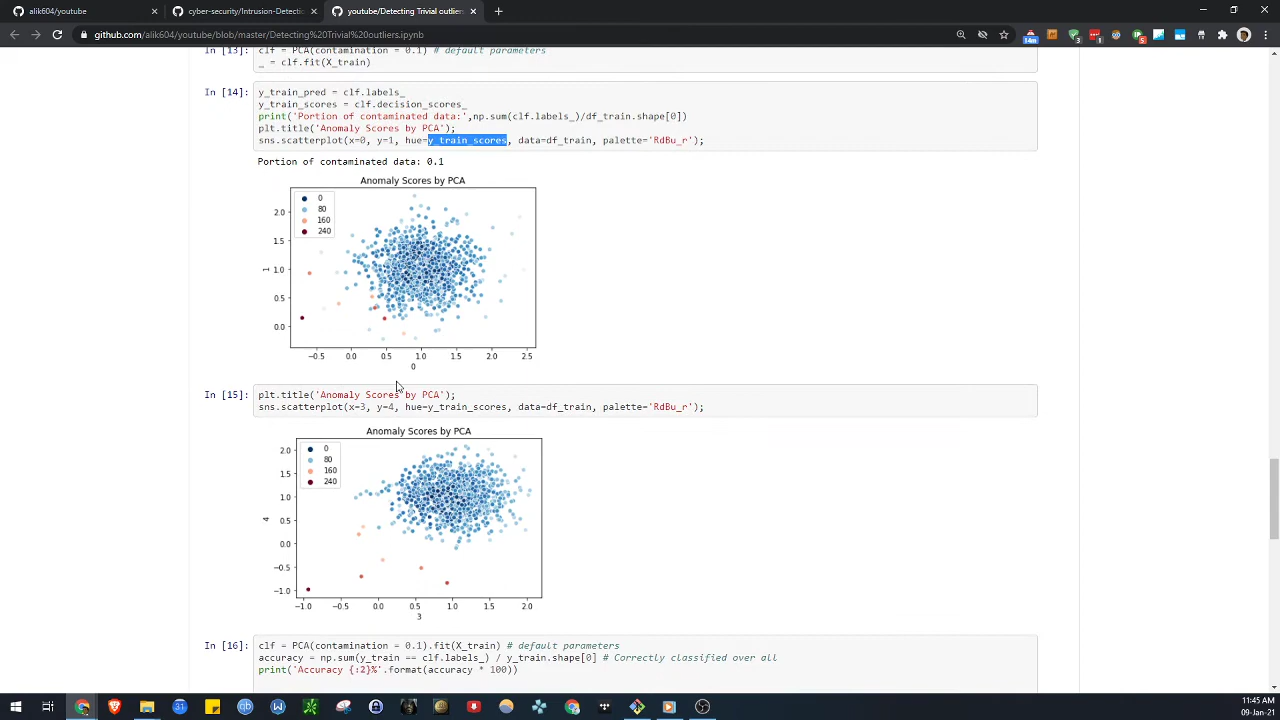 alik604/youtube
cyber-security/Intrusion-Detectio
youtube/Detecting Trivial outliers
github.com/alik604/youtube/blob/master/Detecting%20Trivial%20outliers.ipynb
In [13]: clf = PCA(contamination = 0.1) # default parameters
_ = clf.fit(X_train)
In [14]: y_train_pred = clf.labels_
y_train_scores = clf.decision_scores_
print('Portion of contaminated data:',np.sum(clf.labels_)/df_train.shape[0])
plt.title('Anomaly Scores by PCA');
sns.scatterplot(x=0, y=1, hue=y_train_scores, data=df_train, palette='RdBu_r');
Portion of contaminated data: 0.1
Anomaly Scores by PCA
0
80
160
240
2.0
1.5
1.0
0.5
0.0
1
−0.5 0.0 0.5 1.0 1.5 2.0 2.5
0
In [15]: plt.title('Anomaly Scores by PCA');
sns.scatterplot(x=3, y=4, hue=y_train_scores, data=df_train, palette='RdBu_r');
Anomaly Scores by PCA
0
80
160
240
2.0
1.5
1.0
0.5
0.0
−0.5
−1.0
4
−1.0 −0.5 0.0 0.5 1.0 1.5 2.0
3
In [16]: clf = PCA(contamination = 0.1).fit(X_train) # default parameters
accuracy = np.sum(y_train == clf.labels_) / y_train.shape[0] # Correctly classified over all
print('Accuracy {:2}%'.format(accuracy * 100))
11:45 AM
09-Jan-21